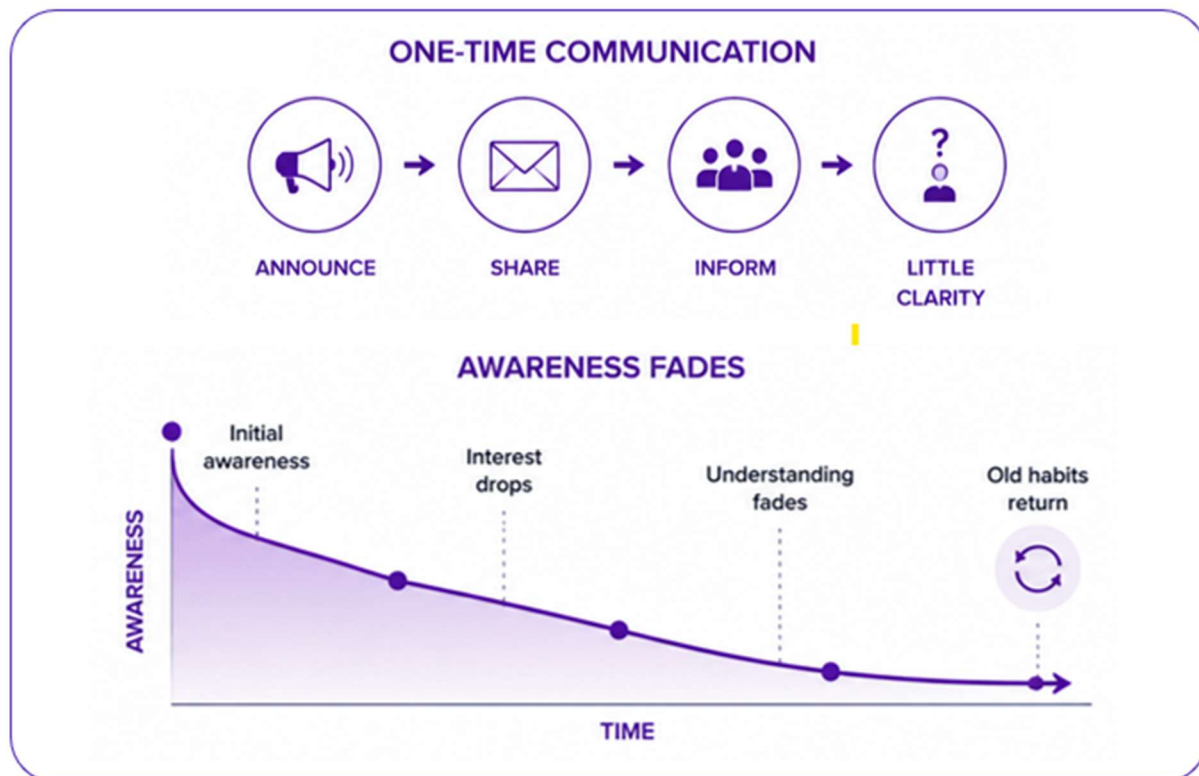 ONE-TIME COMMUNICATION
?
ANNOUNCE
SHARE
INFORM
LITTLE
CLARITY
AWARENESS FADES
Initial
awareness
Interest
drops
Understanding
fades
Old habits
return
AWARENESS
TIME